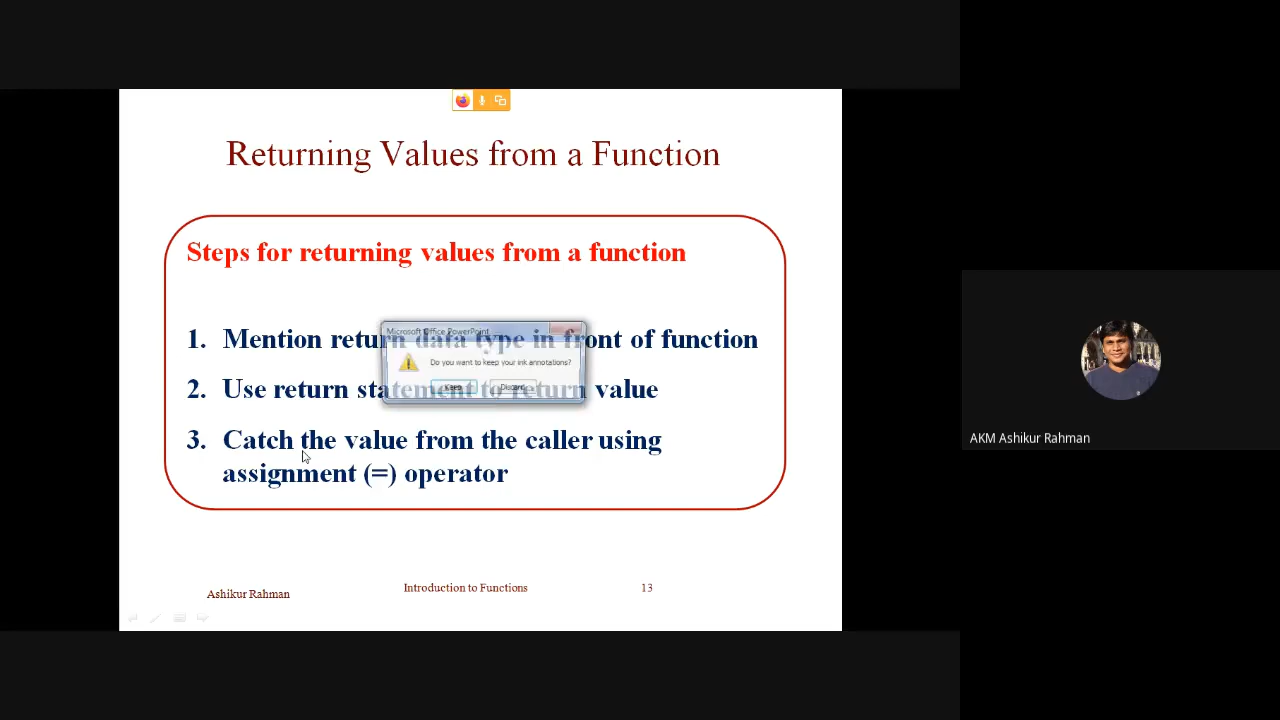 Returning Values from a Function
Steps for returning values from a function
1. Mention return data type in front of function
Microsoft Office PowerPoint
Do you want to keep your ink annotations?
Keep Discard
2. Use return statement to return value
3. Catch the value from the caller using
assignment (=) operator
AKM Ashikur Rahman
Ashikur Rahman
Introduction to Functions
13